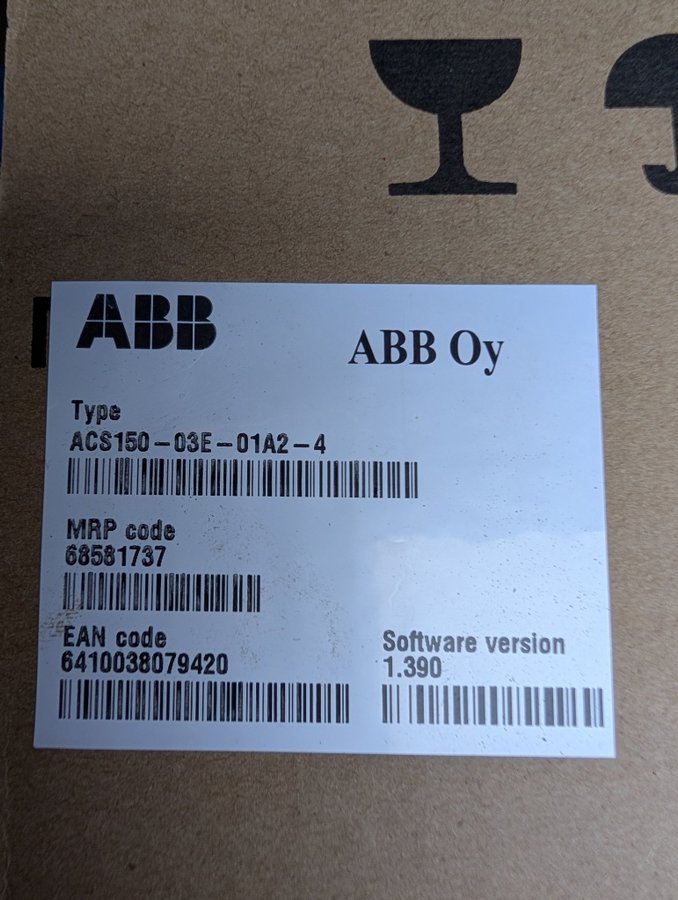 ABB
ABB Oy
Type
ACS150-03E-01A2-4
MRP code
68581737
EAN code
6410038079420
Software version
1.390